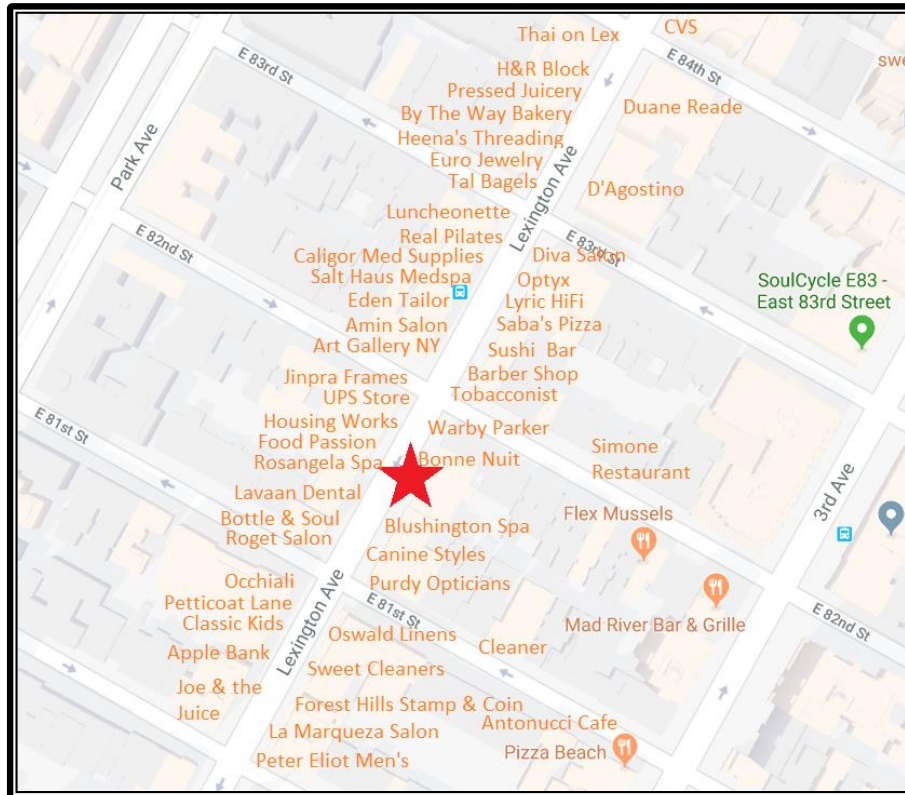 Thai on Lex
CVS
E 83rd St
E 84th St
swe
H&R Block
Pressed Juicery
Duane Reade
By The Way Bakery
Heena's Threading
Euro Jewelry
Tal Bagels
Park Ave
D'Agostino
Lexington Ave
Luncheonette
Real Pilates
E 82nd St
E 83rd St
Caligor Med Supplies
Diva Salon
Salt Haus Medspa
Optyx
SoulCycle E83 -
East 83rd Street
Eden Tailor
Lyric HiFi
Amin Salon
Saba's Pizza
Art Gallery NY
Sushi Bar
Jinpra Frames
Barber Shop
UPS Store
Tobacconist
E 81st St
Housing Works
Warby Parker
Food Passion
Simone
Restaurant
Rosangela Spa
Bonne Nuit
3rd Ave
Lavaan Dental
Bottle & Soul
Blushington Spa
Flex Mussels
Roget Salon
Canine Styles
Occhiali
Purdy Opticians
Petticoat Lane
E 81st St
Classic Kids
Mad River Bar & Grille
E 82nd St
Lexington Ave
Oswald Linens
Cleaner
Apple Bank
Sweet Cleaners
Joe & the
Juice
Forest Hills Stamp & Coin
La Marqueza Salon
Antonucci Cafe
Peter Eliot Men's
Pizza Beach